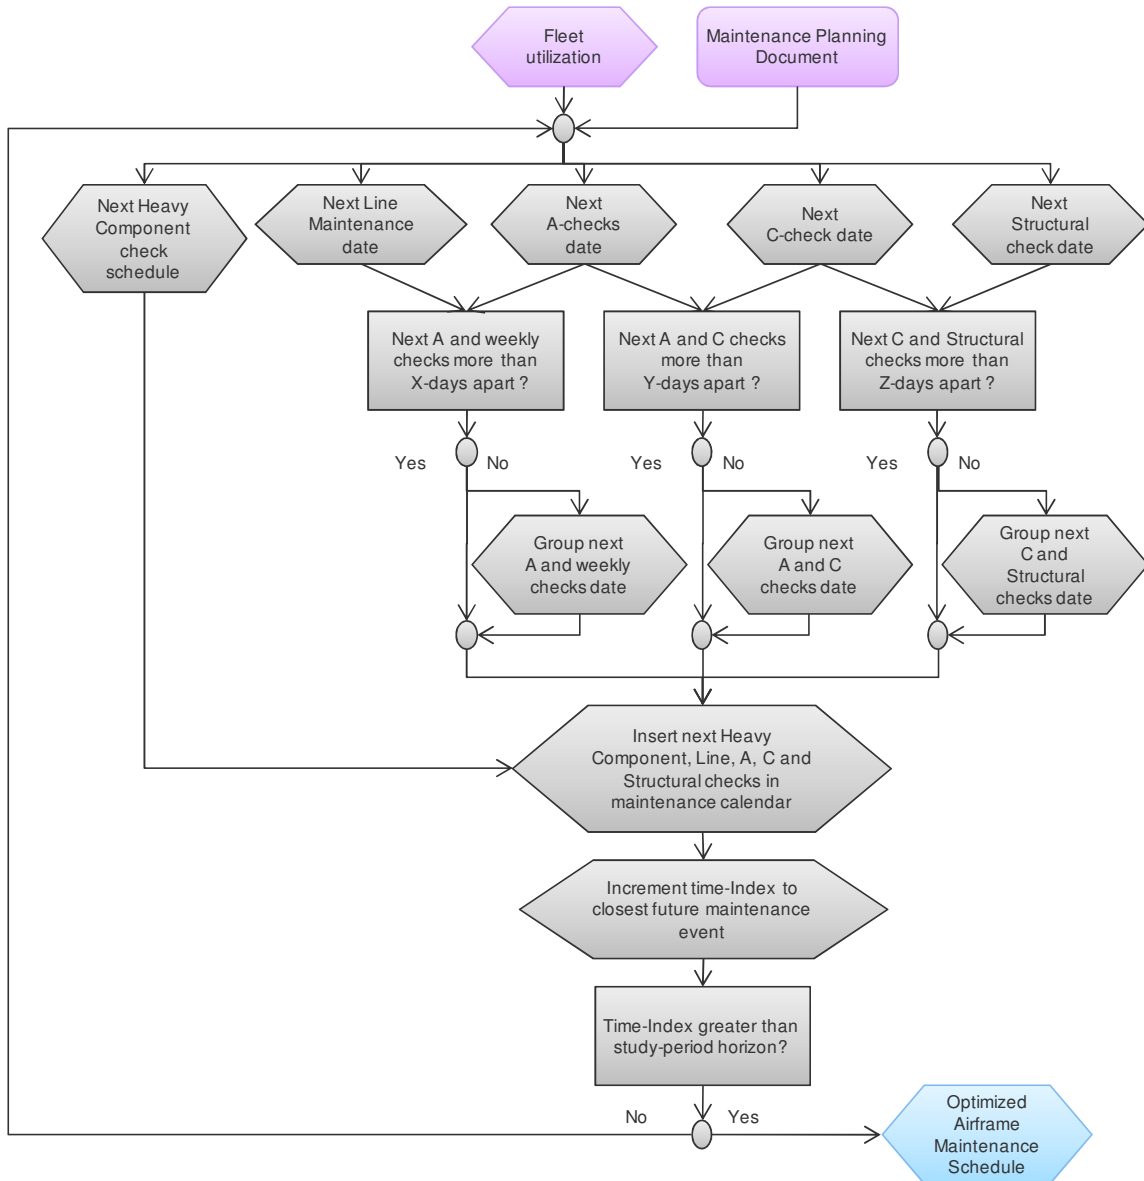 Fleet
utilization
Maintenance Planning
Document
Next Heavy
Component
check
schedule
Next Line
Maintenance
date
Next
A-checks
date
Next
C-check date
Next
Structural
check date
Next A and weekly
checks more than
X-days apart ?
Next A and C checks
more than
Y-days apart ?
Next C and Structural
checks more than
Z-days apart ?
Yes
No
Yes
No
Yes
No
Group next
A and weekly
checks date
Group next
A and C
checks date
Group next
C and
Structural
checks date
Insert next Heavy
Component, Line, A, C and
Structural checks in
maintenance calendar
Increment time-Index to
closest future maintenance
event
Time-Index greater than
study-period horizon?
No
Yes
Optimized
Airframe
Maintenance
Schedule